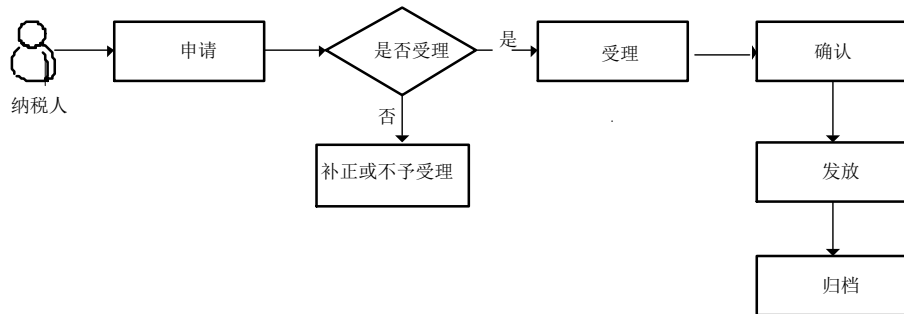 申请
是否受理
是
受理
确认
纳税人
否
补正或不予受理
发放
归档